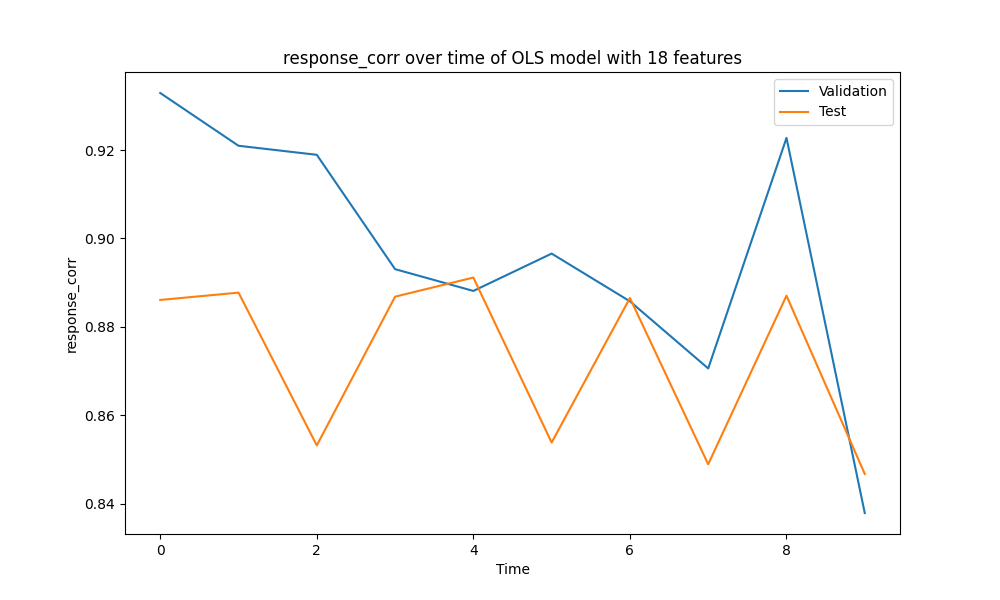 response_corr over time of OLS model with 18 features
Validation
Test
0.92
0.90
0.88
0.86
0.84
response_corr
0 2 4 6 8
Time